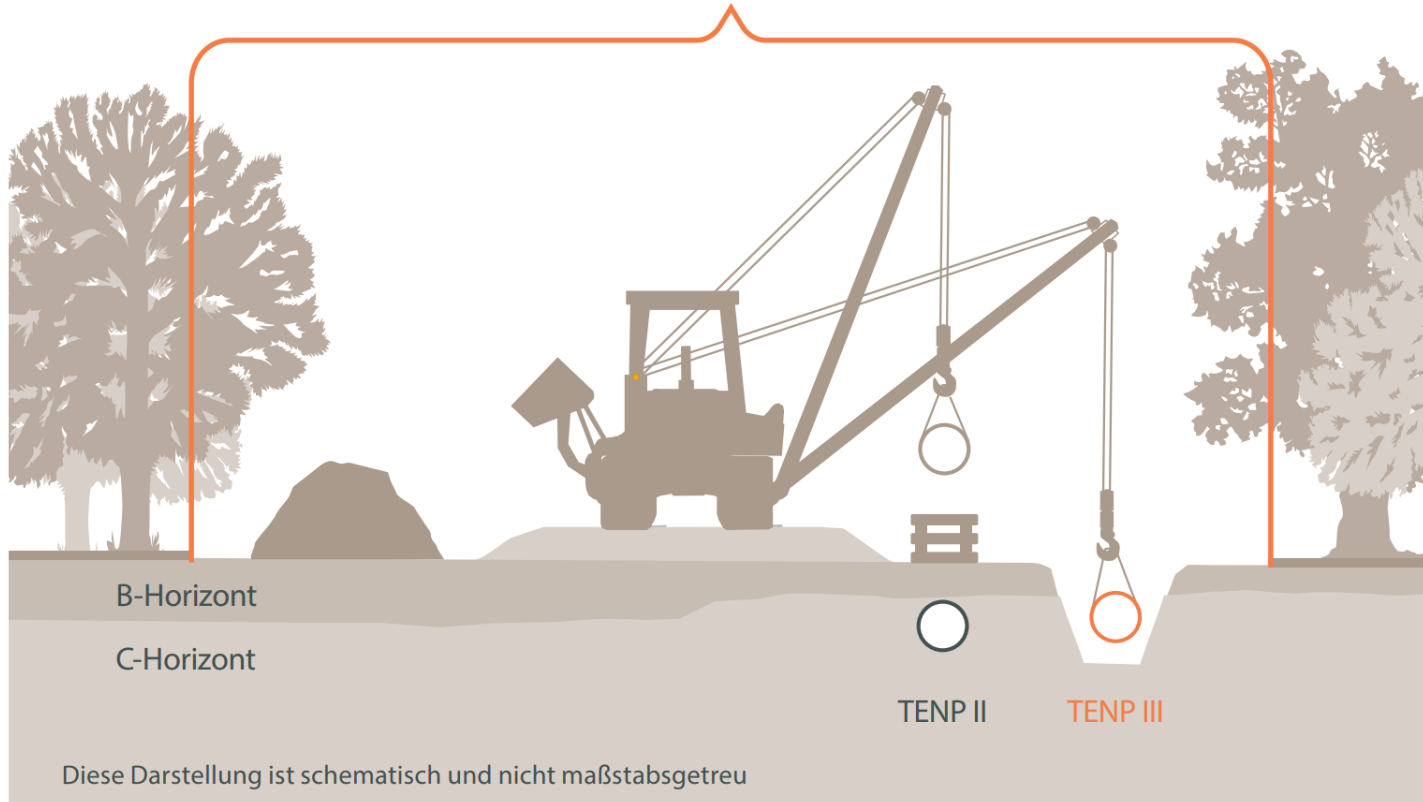 B-Horizont
C-Horizont
TENP II
TENP III
Diese Darstellung ist schematisch und nicht maßstabsgetreu